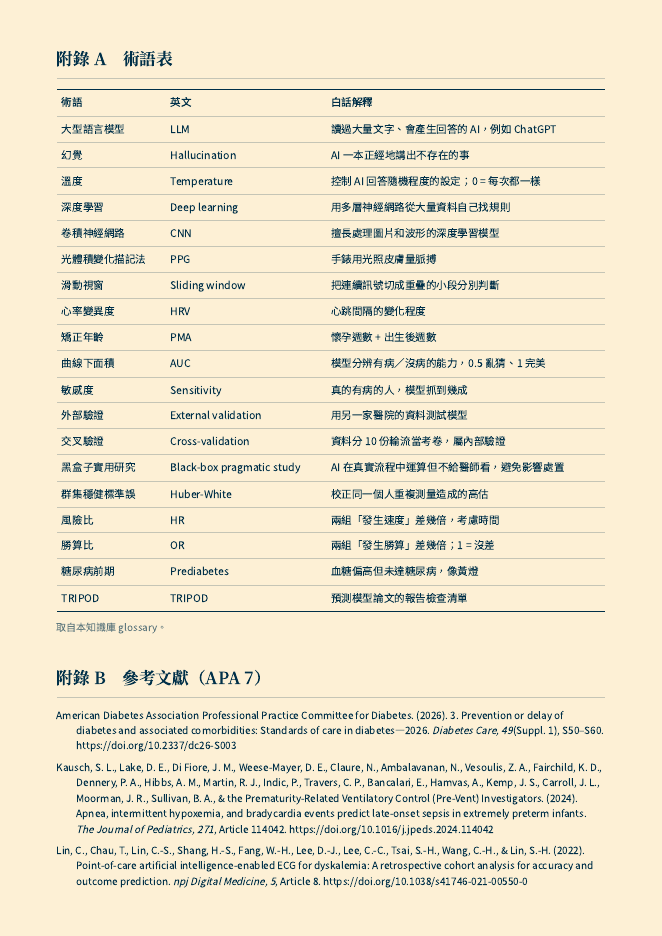 附錄 A　術語表
術語　英文　白話解釋
大型語言模型　LLM　讀過大量文字、會產生回答的 AI，例如 ChatGPT
幻覺　Hallucination　AI 一本正經地講出不存在的事
溫度　Temperature　控制 AI 回答隨機程度的設定；0 = 每次都一樣
深度學習　Deep learning　用多層神經網路從大量資料自己找規則
卷積神經網路　CNN　擅長處理圖片和波形的深度學習模型
光體積變化描記法　PPG　手錶用光照皮膚量脈搏
滑動視窗　Sliding window　把連續訊號切成重疊的小段分別判斷
心率變異度　HRV　心跳間隔的變化程度
矯正年齡　PMA　懷孕週數 + 出生後週數
曲線下面積　AUC　模型分辨有病／沒病的能力，0.5 亂猜、1 完美
敏感度　Sensitivity　真的有病的人，模型抓到幾成
外部驗證　External validation　用另一家醫院的資料測試模型
交叉驗證　Cross-validation　資料分 10 份輪流當考卷，屬內部驗證
黑盒子實用研究　Black-box pragmatic study　AI 在真實流程中運算但不給醫師看，避免影響處置
群集穩健標準誤　Huber-White　校正同一個人重複測量造成的高估
風險比　HR　兩組「發生速度」差幾倍，考慮時間
勝算比　OR　兩組「發生勝算」差幾倍；1 = 沒差
糖尿病前期　Prediabetes　血糖偏高但未達糖尿病，像黃燈
TRIPOD　TRIPOD　預測模型論文的報告檢查清單
取自本知識庫 glossary。
附錄 B　參考文獻（APA 7）
American Diabetes Association Professional Practice Committee for Diabetes. (2026). 3. Prevention or delay of
diabetes and associated comorbidities: Standards of care in diabetes—2026. Diabetes Care, 49(Suppl. 1), S50–S60.
https://doi.org/10.2337/dc26-S003
Kausch, S. L., Lake, D. E., Di Fiore, J. M., Weese-Mayer, D. E., Claure, N., Ambalavanan, N., Vesoulis, Z. A., Fairchild, K. D.,
Dennery, P. A., Hibbs, A. M., Martin, R. J., Indic, P., Travers, C. P., Bancalari, E., Hamvas, A., Kemp, J. S., Carroll, J. L.,
Moorman, J. R., Sullivan, B. A., & the Prematurity-Related Ventilatory Control (Pre-Vent) Investigators. (2024).
Apnea, intermittent hypoxemia, and bradycardia events predict late-onset sepsis in extremely preterm infants.
The Journal of Pediatrics, 271, Article 114042. https://doi.org/10.1016/j.jpeds.2024.114042
Lin, C., Chau, T., Lin, C.-S., Shang, H.-S., Fang, W.-H., Lee, D.-J., Lee, C.-C., Tsai, S.-H., Wang, C.-H., & Lin, S.-H. (2022).
Point-of-care artificial intelligence-enabled ECG for dyskalemia: A retrospective cohort analysis for accuracy and
outcome prediction. npj Digital Medicine, 5, Article 8. https://doi.org/10.1038/s41746-021-00550-0